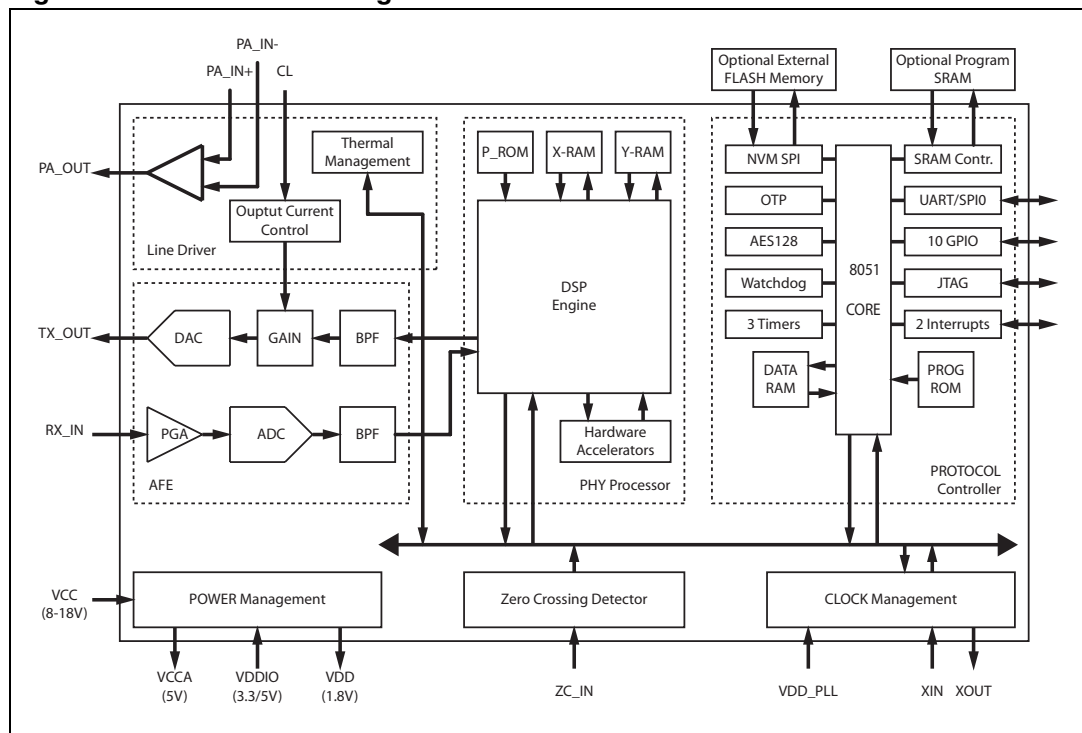 PA_IN-
PA_IN+
CL
Optional External
FLASH Memory
Optional Program
SRAM
PA_OUT
Thermal
Management
Ouptut Current
Control
Line Driver
P_ROM
X-RAM
Y-RAM
DSP
Engine
Hardware
Accelerators
PHY Processor
NVM SPI
SRAM Contr.
OTP
UART/SPI0
AES128
10 GPIO
8051
CORE
Watchdog
JTAG
3 Timers
2 Interrupts
DATA
RAM
PROG
ROM
PROTOCOL
Controller
TX_OUT
DAC
GAIN
BPF
RX_IN
PGA
ADC
BPF
AFE
VCC
(8-18V)
POWER Management
Zero Crossing Detector
CLOCK Management
VCCA
(5V)
VDDIO
(3.3/5V)
VDD
(1.8V)
ZC_IN
VDD_PLL
XIN
XOUT